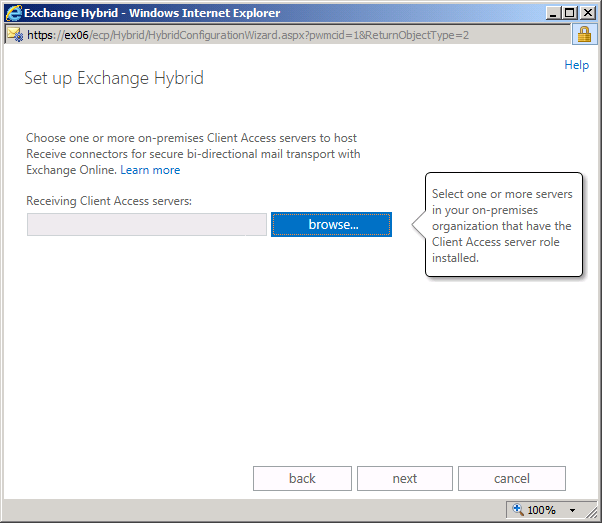 Exchange Hybrid - Windows Internet Explorer
https://ex06/ecp/Hybrid/HybridConfigurationWizard.aspx?pwmcid=1&ReturnObjectType=2
Help
Set up Exchange Hybrid
Choose one or more on-premises Client Access servers to host
Receive connectors for secure bi-directional mail transport with
Exchange Online. Learn more
Receiving Client Access servers:
browse...
Select one or more servers
in your on-premises
organization that have the
Client Access server role
installed.
back
next
cancel
100%